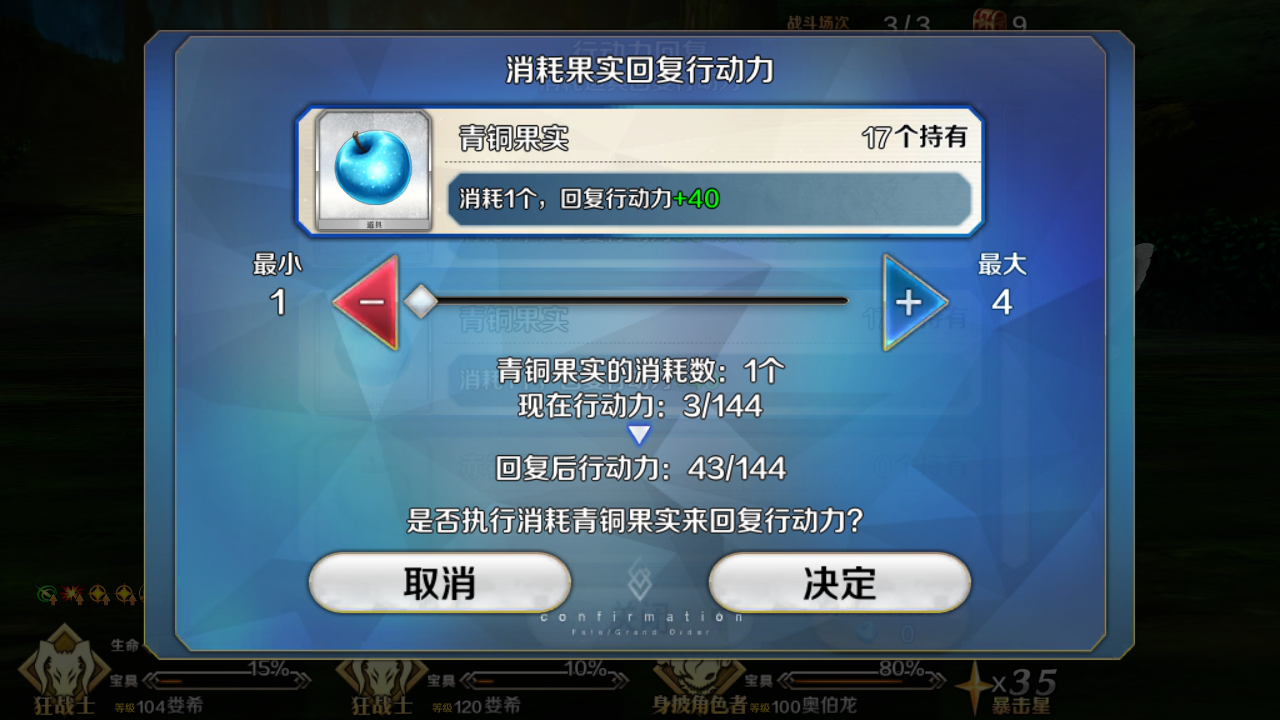 战斗场次 3/3 9
消耗果实回复行动力
青铜果实 17个持有
道具
消耗1个，回复行动力+40
最小 最大
1 4
青铜果实的消耗数：1个
现在行动力：3/144
回复后行动力：43/144
是否执行消耗青铜果实来回复行动力?
取消 决定
confirmation
Fate/Grand Order
生命
宝具 15% 宝具 10% 宝具 80% x35
狂战士 等级104娄希 狂战士 等级120娄希 身披角色者 等级100奥伯龙 暴击星